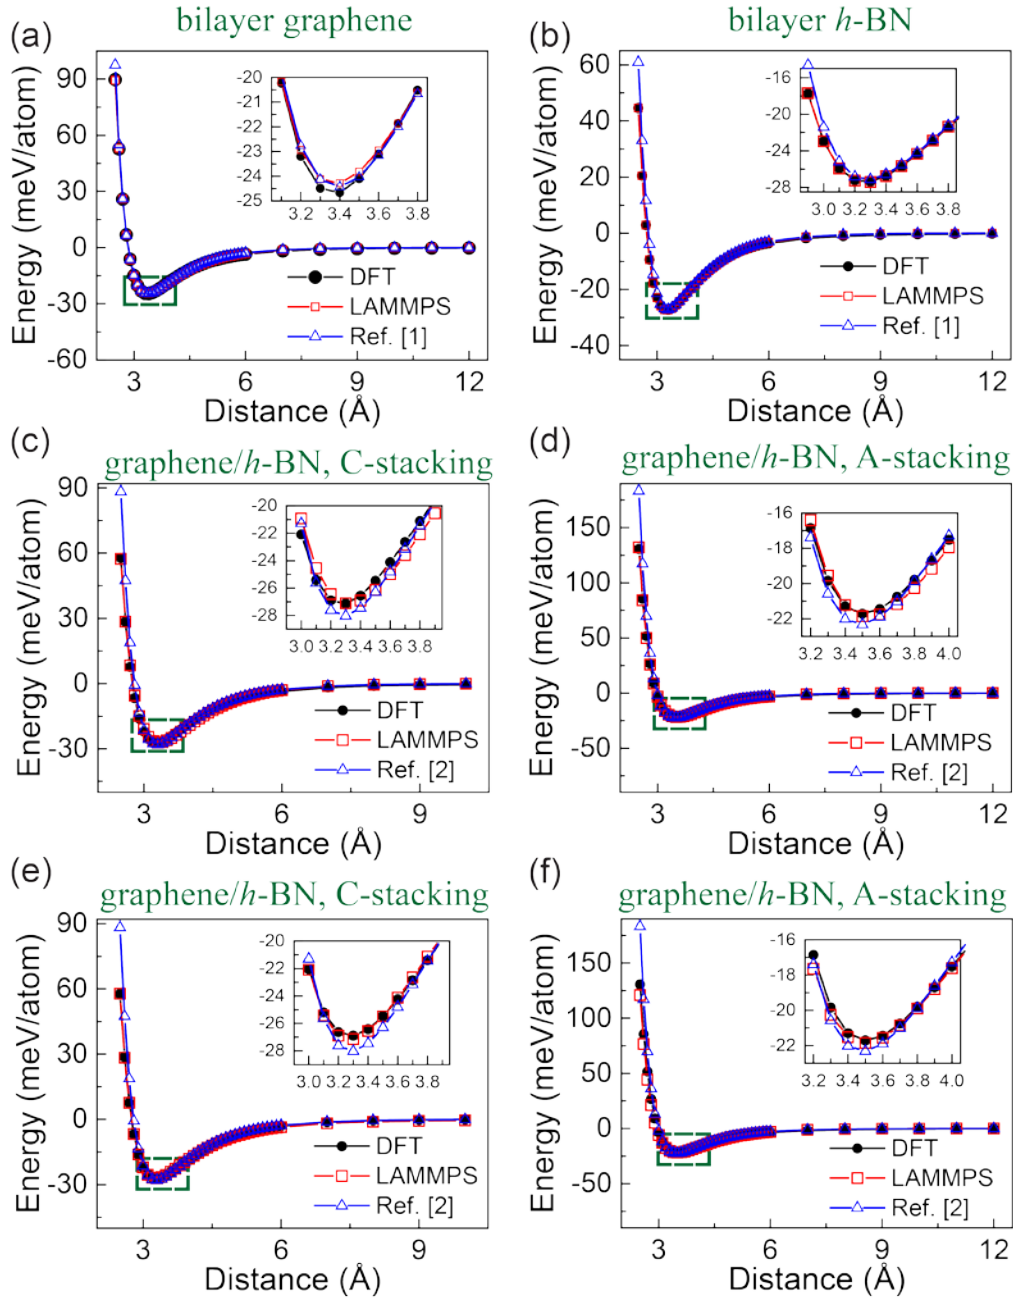 (a) bilayer graphene
90
60
30
0
-30
-60
Energy (meV/atom)
3 6 9 12
Distance (Å)
DFT
LAMMPS
Ref. [1]
-20
-21
-22
-23
-24
-25
3.2 3.4 3.6 3.8
(b) bilayer h-BN
60
40
20
0
-20
-40
Energy (meV/atom)
3 6 9 12
Distance (Å)
DFT
LAMMPS
Ref. [1]
-16
-20
-24
-28
3.0 3.2 3.4 3.6 3.8
(c) graphene/h-BN, C-stacking
90
60
30
0
-30
Energy (meV/atom)
3 6 9
Distance (Å)
DFT
LAMMPS
Ref. [2]
-20
-22
-24
-26
-28
3.0 3.2 3.4 3.6 3.8
(d) graphene/h-BN, A-stacking
150
125
75
50
0
-50
Energy (meV/atom)
3 6 9 12
Distance (Å)
DFT
LAMMPS
Ref. [2]
-16
-18
-20
-22
3.2 3.4 3.6 3.8 4.0
(e) graphene/h-BN, C-stacking
90
60
30
0
-30
Energy (meV/atom)
3 6 9
Distance (Å)
DFT
LAMMPS
Ref. [2]
-20
-22
-24
-26
-28
3.0 3.2 3.4 3.6 3.8
(f) graphene/h-BN, A-stacking
150
125
75
50
0
-50
Energy (meV/atom)
3 6 9 12
Distance (Å)
DFT
LAMMPS
Ref. [2]
-16
-18
-20
-22
3.2 3.4 3.6 3.8 4.0